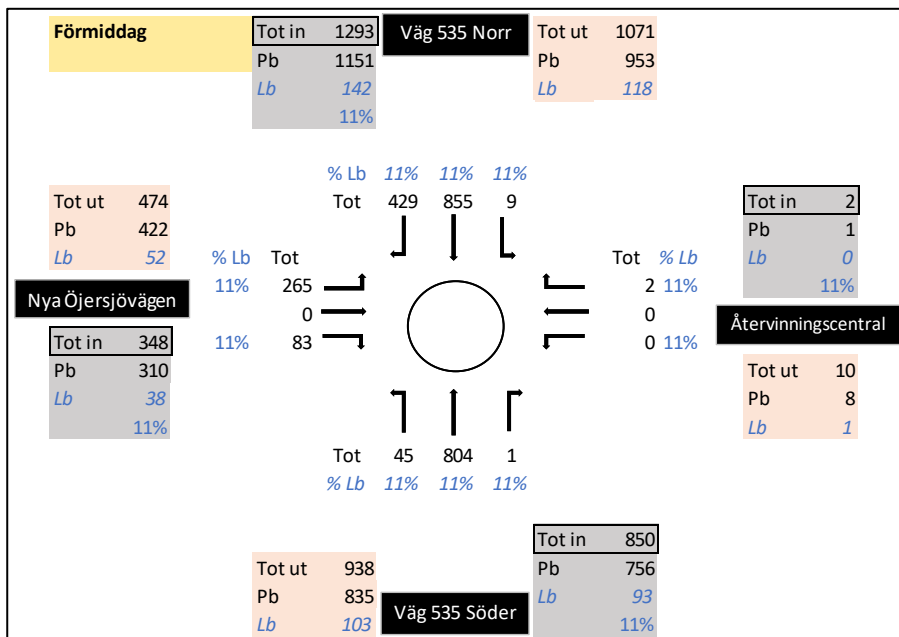 Förmiddag
Tot in 1293
Väg 535 Norr
Tot ut 1071
Pb 1151
Pb 953
Lb 142
Lb 118
11%
% Lb 11% 11% 11%
Tot 429 855 9
Tot ut 474
Pb 422
Lb 52
Tot in 2
Pb 1
Lb 0
11%
% Lb Tot
11% 265
0
11% 83
Tot % Lb
2 11%
0
0 11%
Nya Öjersjövägen
Återvinningscentral
Tot in 348
Pb 310
Lb 38
11%
Tot ut 10
Pb 8
Lb 1
Tot 45 804 1
% Lb 11% 11% 11%
Tot in 850
Pb 756
Lb 93
11%
Tot ut 938
Pb 835
Lb 103
Väg 535 Söder